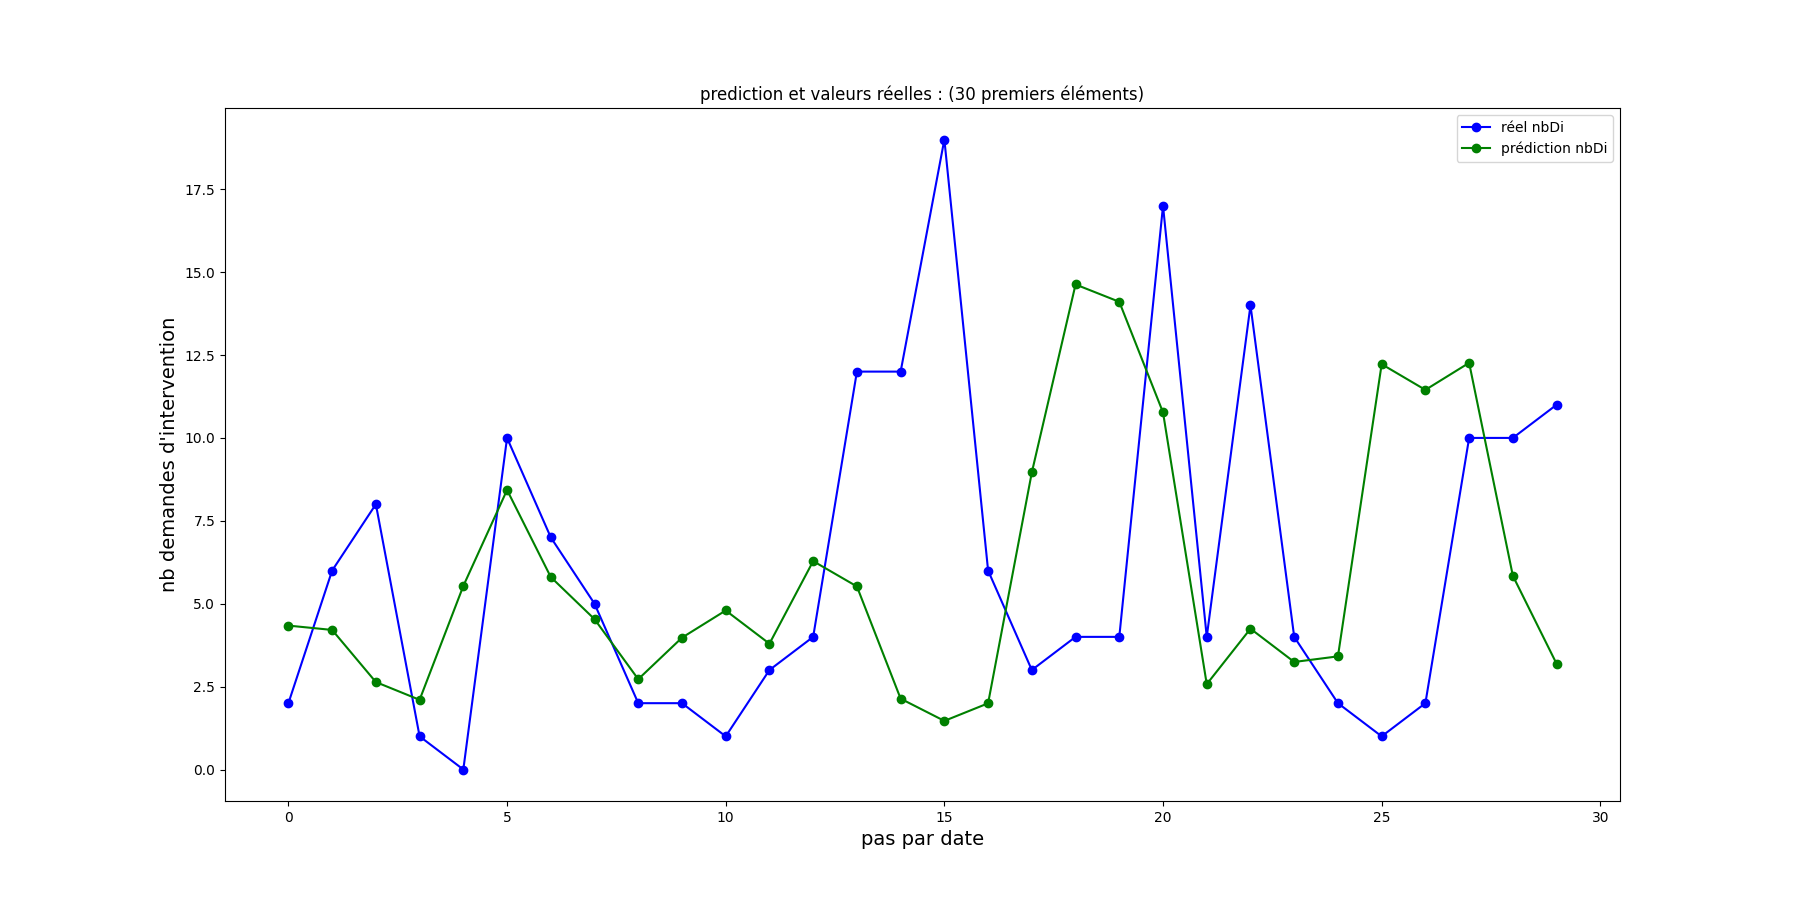 prediction et valeurs réelles : (30 premiers éléments)
réel nbDi
prédiction nbDi
nb demandes d'intervention
17.5
15.0
12.5
10.0
7.5
5.0
2.5
0.0
0 5 10 15 20 25 30
pas par date